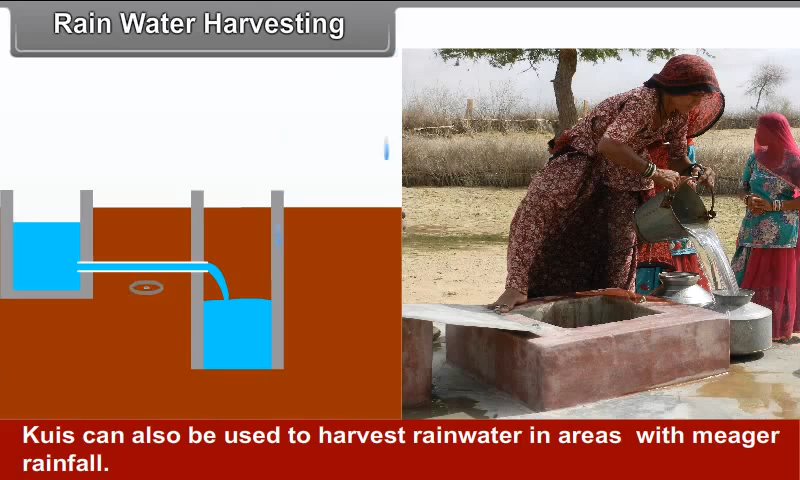 Rain Water Harvesting
Kuis can also be used to harvest rainwater in areas  with meager
rainfall.